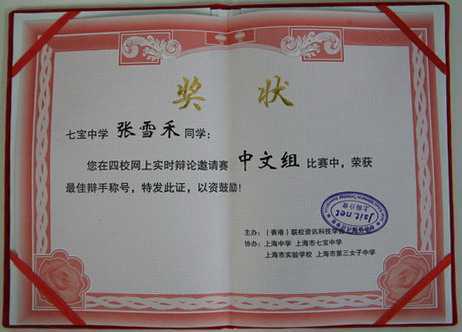 奖 状
七宝中学 张雪禾 同学：
您在四校网上实时辩论邀请赛 中文组 比赛中，荣获
最佳辩手称号，特发此证，以资鼓励！
主办：（香港）联校资讯科技学会
协办：上海中学 上海市七宝中学
上海市实验学校 上海市第三女子中学
Jsit.net